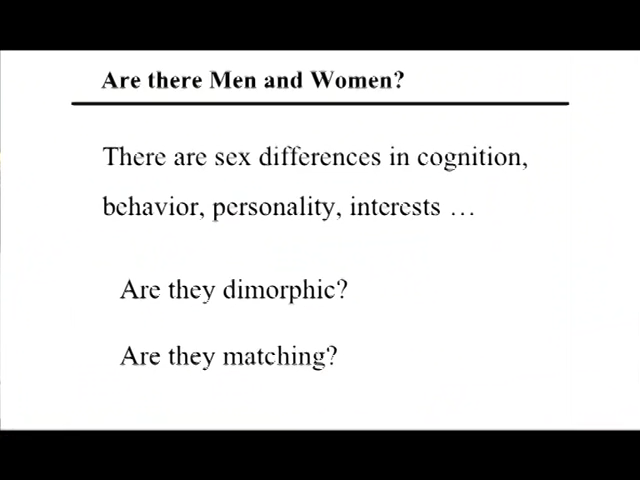 Are there Men and Women?
There are sex differences in cognition,
behavior, personality, interests …
Are they dimorphic?
Are they matching?